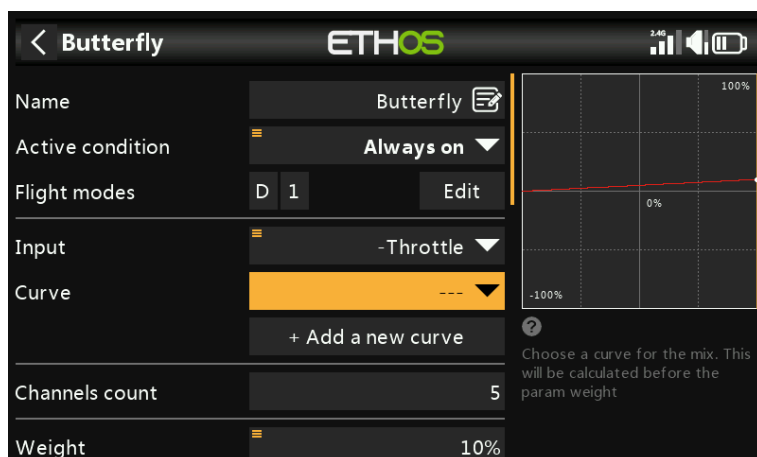 Butterfly ETHOS 2.4G
Name Butterfly
Active condition Always on
Flight modes D 1 Edit
Input -Throttle
Curve ---
+ Add a new curve
Channels count 5
Weight 10%
100%
0%
-100%
?
Choose a curve for the mix. This
will be calculated before the
param weight